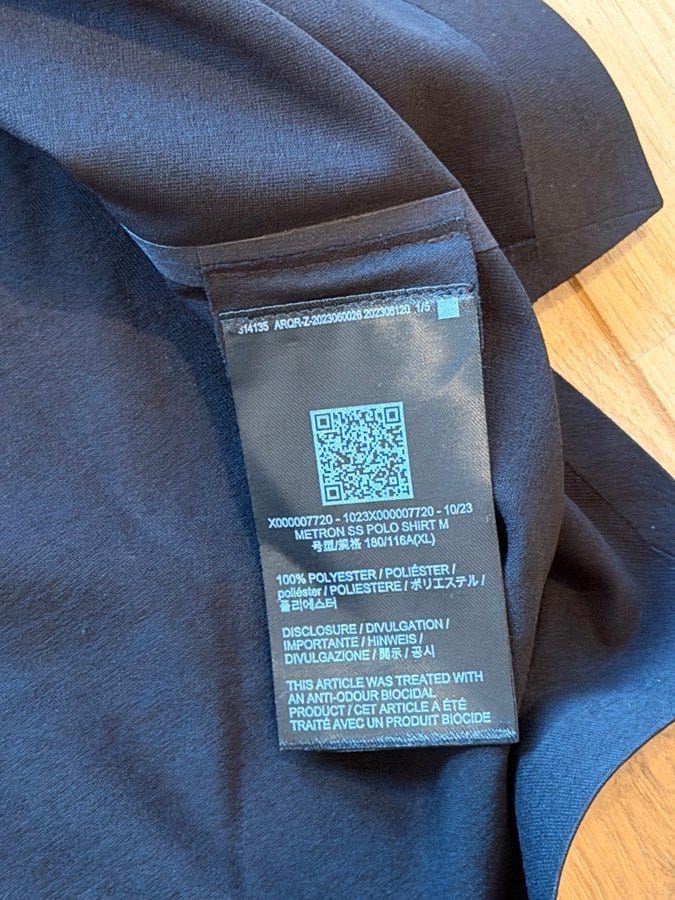 314135 ARQR-Z-2023060026 202306120 1/5
X000007720 - 1023X000007720 - 10/23
METRON SS POLO SHIRT M
号型/规格 180/116A(XL)
100% POLYESTER / POLIÉSTER /
poliéster / POLIESTERE / ポリエステル /
폴리에스터
DISCLOSURE / DIVULGATION /
IMPORTANTE / HINWEIS /
DIVULGAZIONE / 開示 / 공시
THIS ARTICLE WAS TREATED WITH
AN ANTI-ODOUR BIOCIDAL
PRODUCT / CET ARTICLE À ÉTÉ
TRAITÉ AVEC UN PRODUIT BIOCIDE